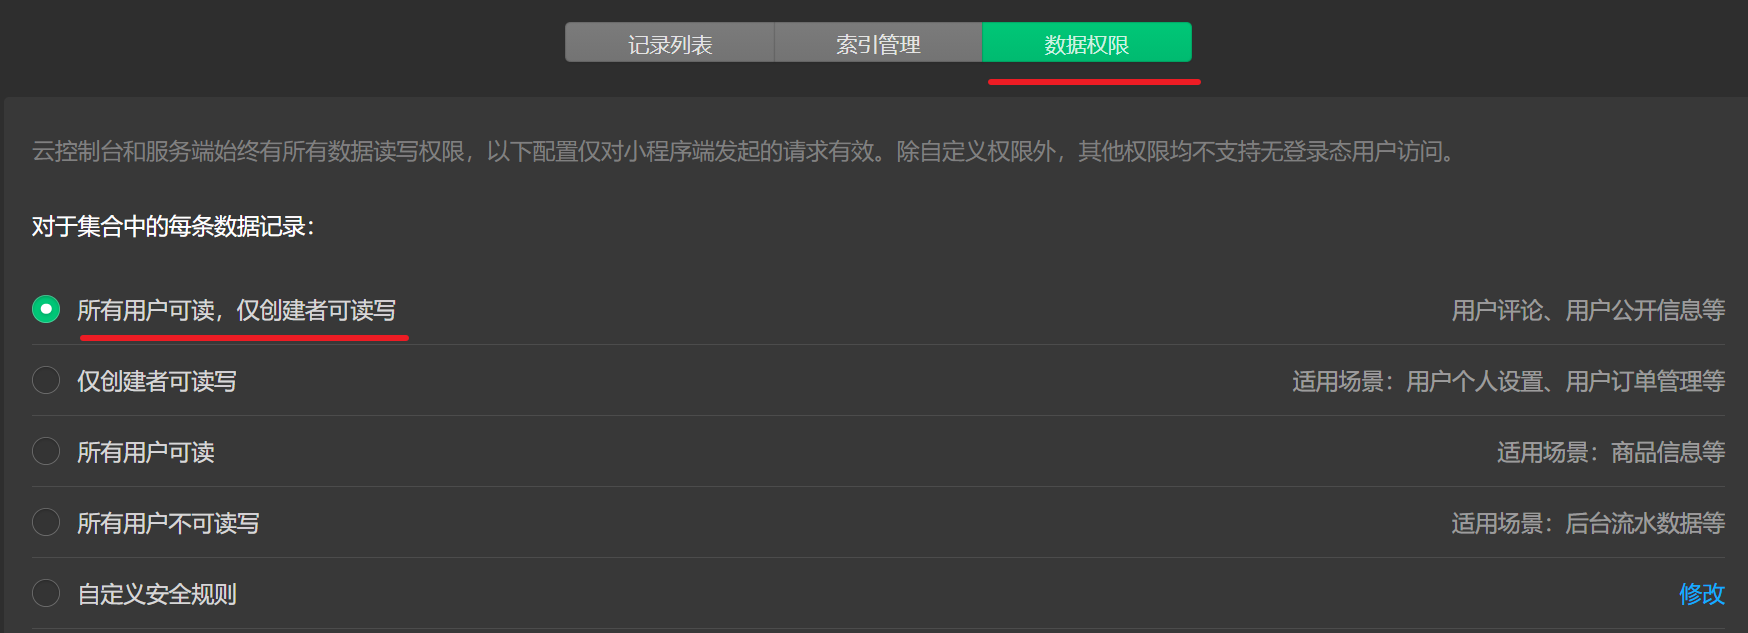 记录列表 索引管理 数据权限
云控制台和服务端始终有所有数据读写权限，以下配置仅对小程序端发起的请求有效。除自定义权限外，其他权限均不支持无登录态用户访问。
对于集合中的每条数据记录：
所有用户可读，仅创建者可读写 用户评论、用户公开信息等
仅创建者可读写 适用场景：用户个人设置、用户订单管理等
所有用户可读 适用场景：商品信息等
所有用户不可读写 适用场景：后台流水数据等
自定义安全规则 修改